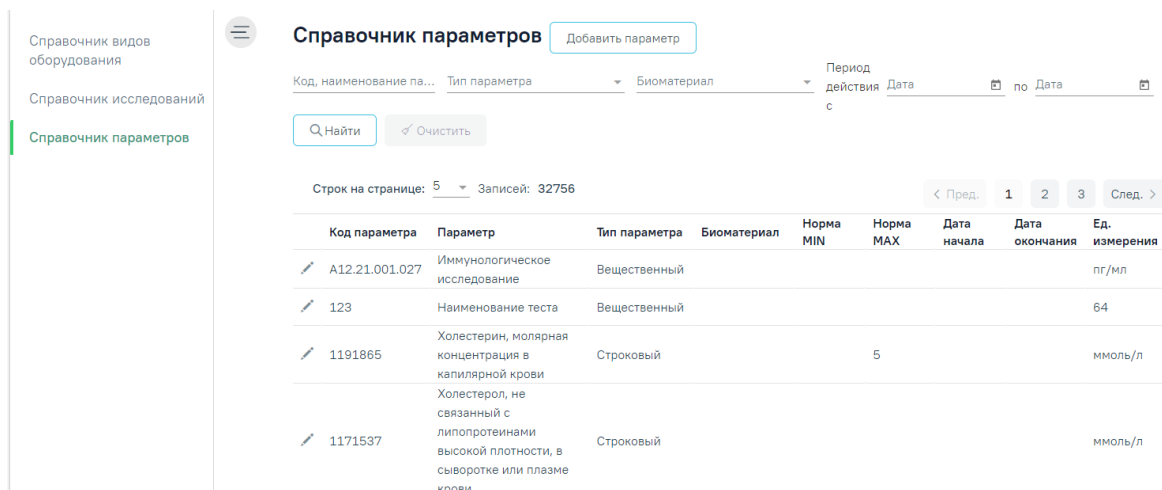 Справочник видов
оборудования
Справочник исследований
Справочник параметров
Справочник параметров
Добавить параметр
Код, наименование па...
Тип параметра
Биоматериал
Период
действия
с
Дата
по
Дата
Найти
Очистить
Строк на странице: 5
Записей: 32756
Пред. 1 2 3 След.
Код параметра
Параметр
Тип параметра
Биоматериал
Норма
MIN
Норма
MAX
Дата
начала
Дата
окончания
Ед.
измерения
A12.21.001.027
Иммунологическое
исследование
Вещественный
пг/мл
123
Наименование теста
Вещественный
64
1191865
Холестерин, молярная
концентрация в
капилярной крови
Строковый
5
ммоль/л
1171537
Холестерол, не
связанный с
липопротеинами
высокой плотности, в
сыворотке или плазме
крови
Строковый
ммоль/л